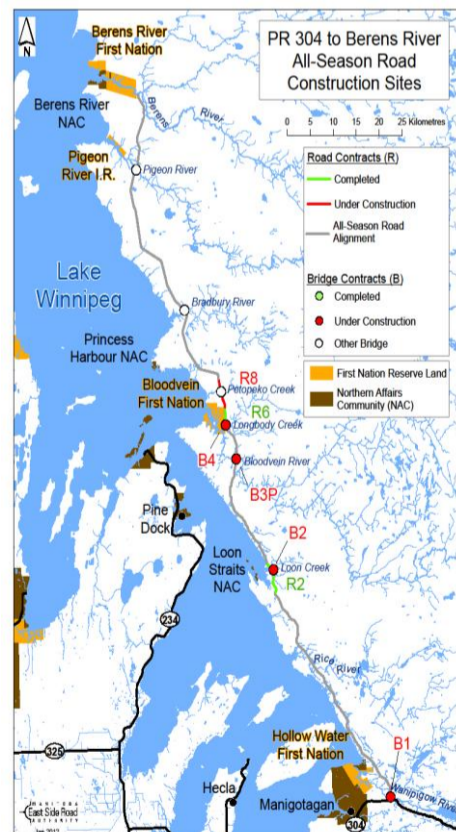 PR 304 to Berens River
All-Season Road
Construction Sites
0 5 10 15 20 25 Kilometres
Road Contracts (R)
Completed
Under Construction
All-Season Road
Alignment
Bridge Contracts (B)
Completed
Under Construction
Other Bridge
First Nation Reserve Land
Northern Affairs
Community (NAC)
N
Berens River
First Nation
Berens River
NAC
Berens
River
Pigeon
River I.R.
Pigeon River
Lake
Winnipeg
Bradbury River
Princess
Harbour NAC
R8
Petopeko Creek
Bloodvein
First Nation
R6
Longbody Creek
B4
Bloodvein River
B3P
Pine
Dock
B2
Loon
Straits
NAC
Loon Creek
R2
234
Rice River
325
Hollow Water
First Nation
B1
Wanipigow River
Hecla
Manigotagan
304
MANITOBA
East Side Road
AUTHORITY